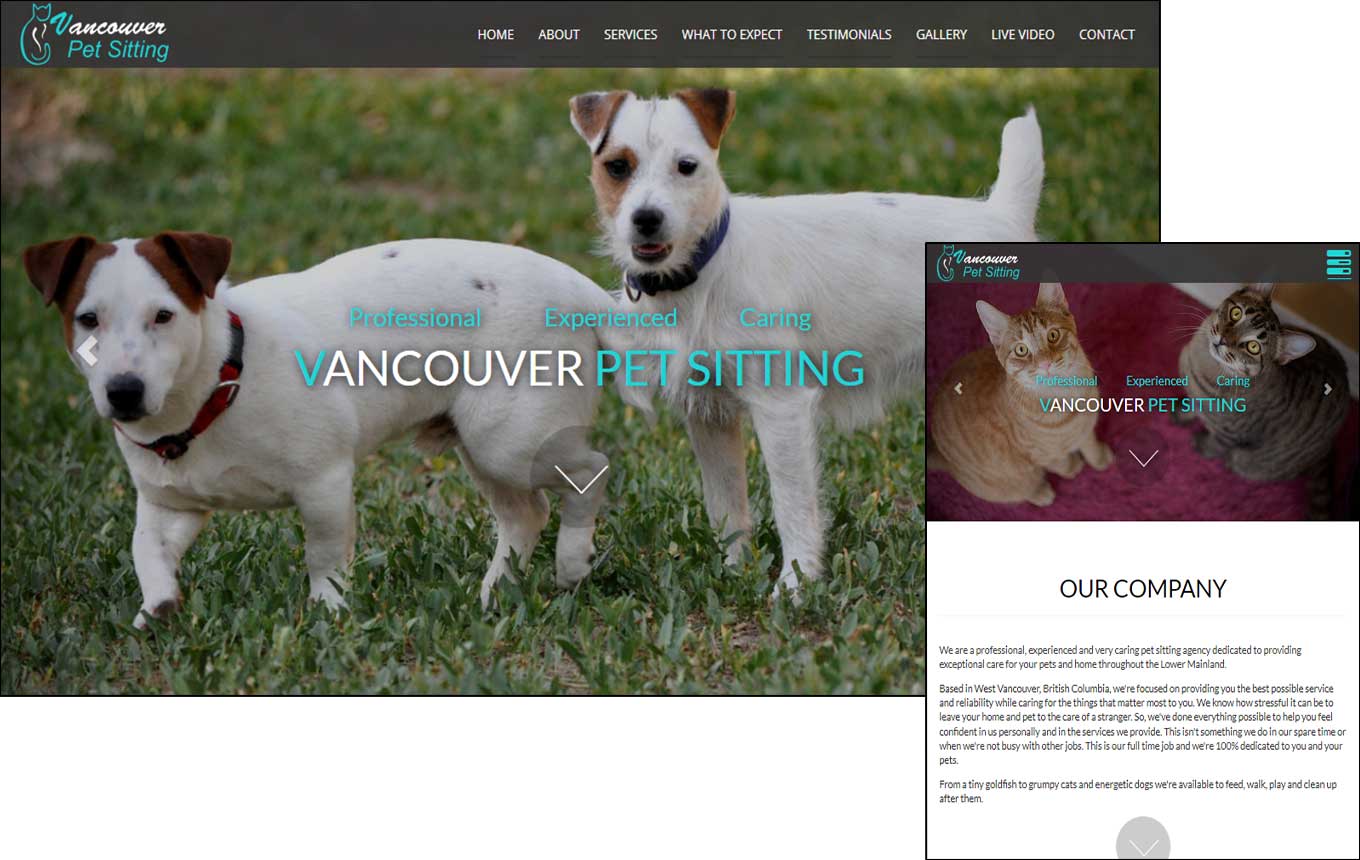 Vancouver
Pet Sitting
HOME ABOUT SERVICES WHAT TO EXPECT TESTIMONIALS GALLERY LIVE VIDEO CONTACT
Professional Experienced Caring
VANCOUVER PET SITTING
Vancouver
Pet Sitting
Professional Experienced Caring
VANCOUVER PET SITTING
OUR COMPANY
We are a professional, experienced and very caring pet sitting agency dedicated to providing
exceptional care for your pets and home throughout the Lower Mainland.
Based in West Vancouver, British Columbia, we're focused on providing you the best possible service
and reliability while caring for the things that matter most to you. We know how stressful it can be to
leave your home and pet to the care of a stranger. So, we've done everything possible to help you feel
confident in us personally and in the services we provide. This isn't something we do in our spare time or
when we're not busy with other jobs. This is our full time job and we're 100% dedicated to you and your
pets.
From a tiny goldfish to grumpy cats and energetic dogs we're available to feed, walk, play and clean up
after them.